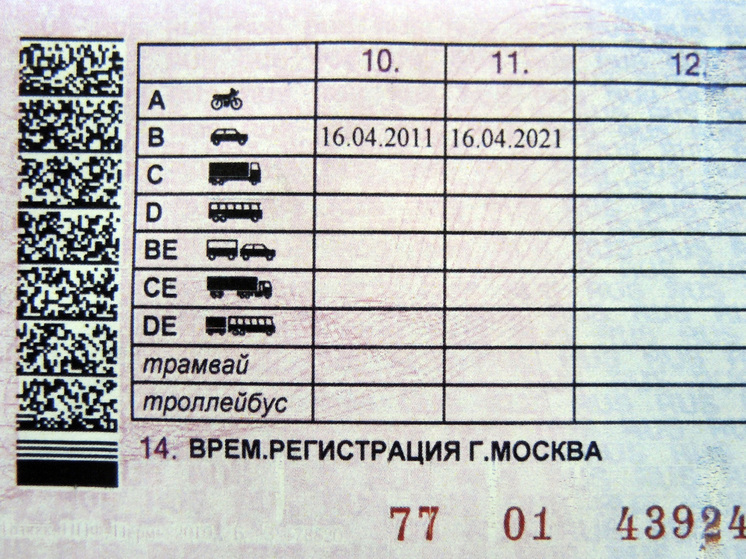 10. 11. 12.
A
B 16.04.2011 16.04.2021
C
D
BE
CE
DE
трамвай
троллейбус
14. ВРЕМ.РЕГИСТРАЦИЯ Г.МОСКВА
77 01 43924